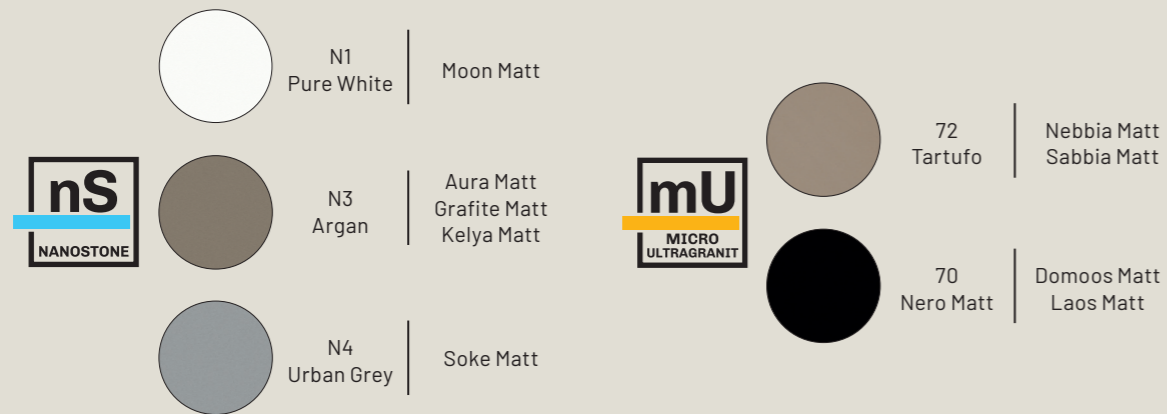 nS
NANOSTONE
N1
Pure White
Moon Matt
N3
Argan
Aura Matt
Grafite Matt
Kelya Matt
N4
Urban Grey
Soke Matt
mU
MICRO
ULTRAGRANIT
72
Tartufo
Nebbia Matt
Sabbia Matt
70
Nero Matt
Domoos Matt
Laos Matt